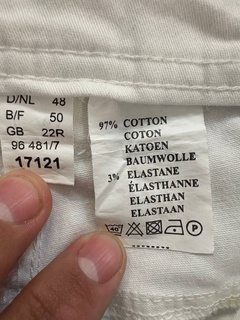 D/NL 48
B/F 50
GB 22R
96 481/7
17121
97% COTTON
COTON
KATOEN
BAUMWOLLE
3% ELASTANE
ÉLASTHANNE
ELASTHAN
ELASTAAN
40 P